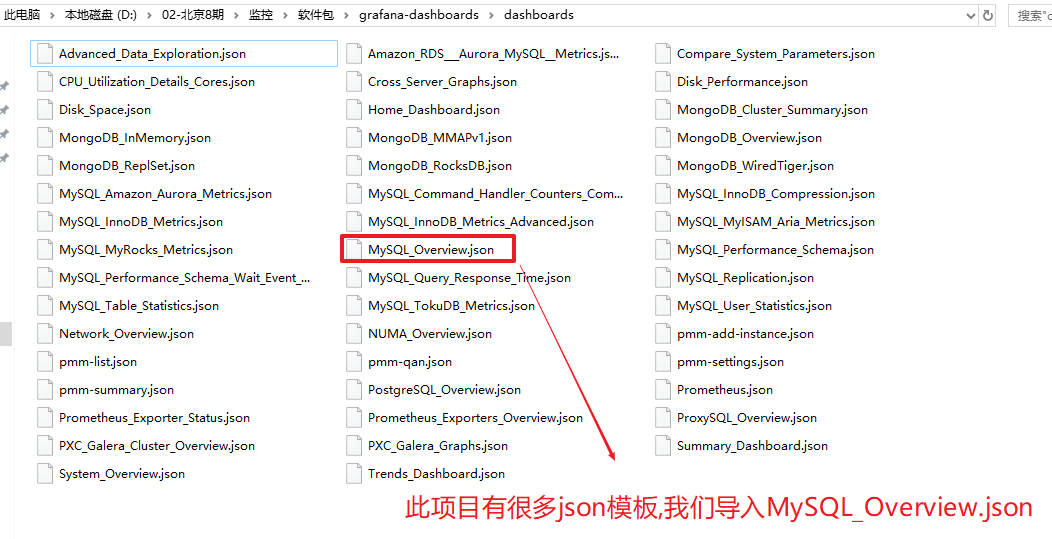 此电脑 > 本地磁盘 (D:) > 02-北京8期 > 监控 > 软件包 > grafana-dashboards > dashboards 搜索"d
Advanced_Data_Exploration.json Amazon_RDS___Aurora_MySQL__Metrics.js... Compare_System_Parameters.json
CPU_Utilization_Details_Cores.json Cross_Server_Graphs.json Disk_Performance.json
Disk_Space.json Home_Dashboard.json MongoDB_Cluster_Summary.json
MongoDB_InMemory.json MongoDB_MMAPv1.json MongoDB_Overview.json
MongoDB_ReplSet.json MongoDB_RocksDB.json MongoDB_WiredTiger.json
MySQL_Amazon_Aurora_Metrics.json MySQL_Command_Handler_Counters_Com... MySQL_InnoDB_Compression.json
MySQL_InnoDB_Metrics.json MySQL_InnoDB_Metrics_Advanced.json MySQL_MyISAM_Aria_Metrics.json
MySQL_MyRocks_Metrics.json MySQL_Overview.json MySQL_Performance_Schema.json
MySQL_Performance_Schema_Wait_Event_... MySQL_Query_Response_Time.json MySQL_Replication.json
MySQL_Table_Statistics.json MySQL_TokuDB_Metrics.json MySQL_User_Statistics.json
Network_Overview.json NUMA_Overview.json pmm-add-instance.json
pmm-list.json pmm-qan.json pmm-settings.json
pmm-summary.json PostgreSQL_Overview.json Prometheus.json
Prometheus_Exporter_Status.json Prometheus_Exporters_Overview.json ProxySQL_Overview.json
PXC_Galera_Cluster_Overview.json PXC_Galera_Graphs.json Summary_Dashboard.json
System_Overview.json Trends_Dashboard.json
此项目有很多json模板,我们导入MySQL_Overview.json